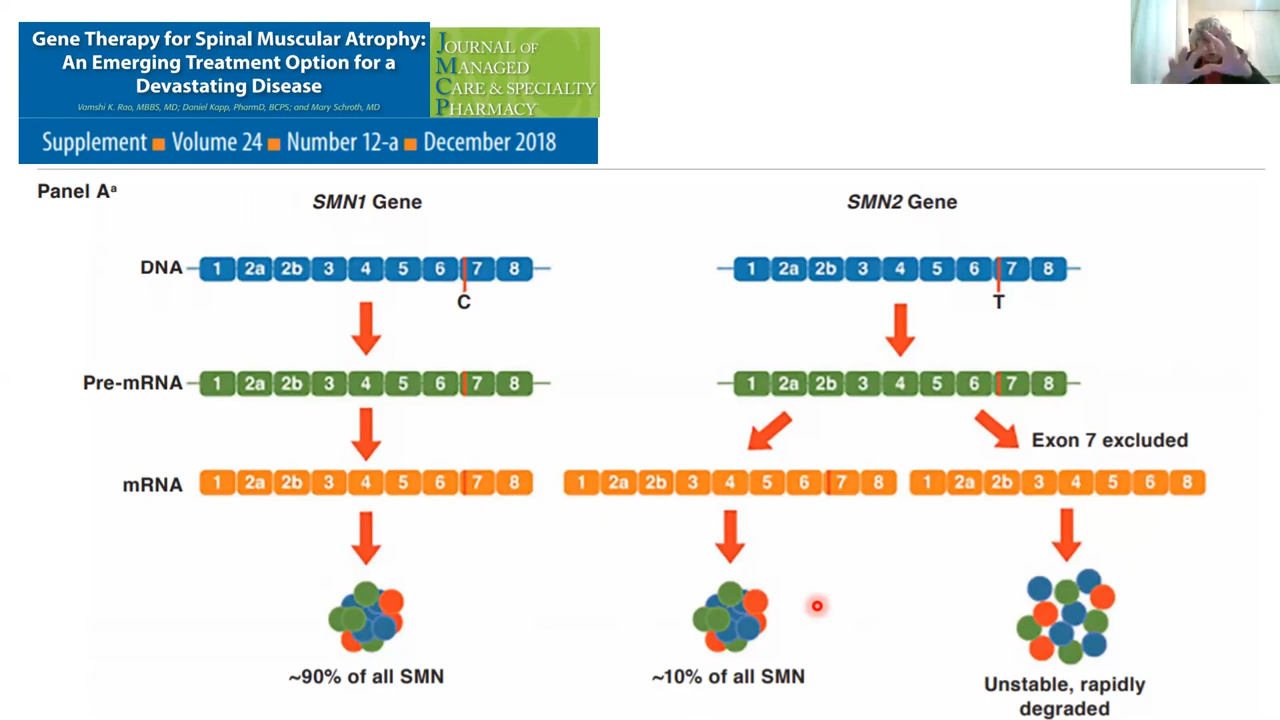 Gene Therapy for Spinal Muscular Atrophy:
An Emerging Treatment Option for a
Devastating Disease
Vamshi K. Rao, MBBS, MD; Daniel Kapp, PharmD, BCPS; and Mary Schroth, MD
JOURNAL OF
MANAGED
CARE & SPECIALTY
PHARMACY
Supplement ■ Volume 24 ■ Number 12-a ■ December 2018
Panel Aª
SMN1 Gene
SMN2 Gene
DNA 1 2a 2b 3 4 5 6 7 8 1 2a 2b 3 4 5 6 7 8
C T
Pre-mRNA 1 2a 2b 3 4 5 6 7 8 1 2a 2b 3 4 5 6 7 8
Exon 7 excluded
mRNA 1 2a 2b 3 4 5 6 7 8 1 2a 2b 3 4 5 6 7 8 1 2a 2b 3 4 5 6 8
~90% of all SMN
~10% of all SMN
Unstable, rapidly
degraded